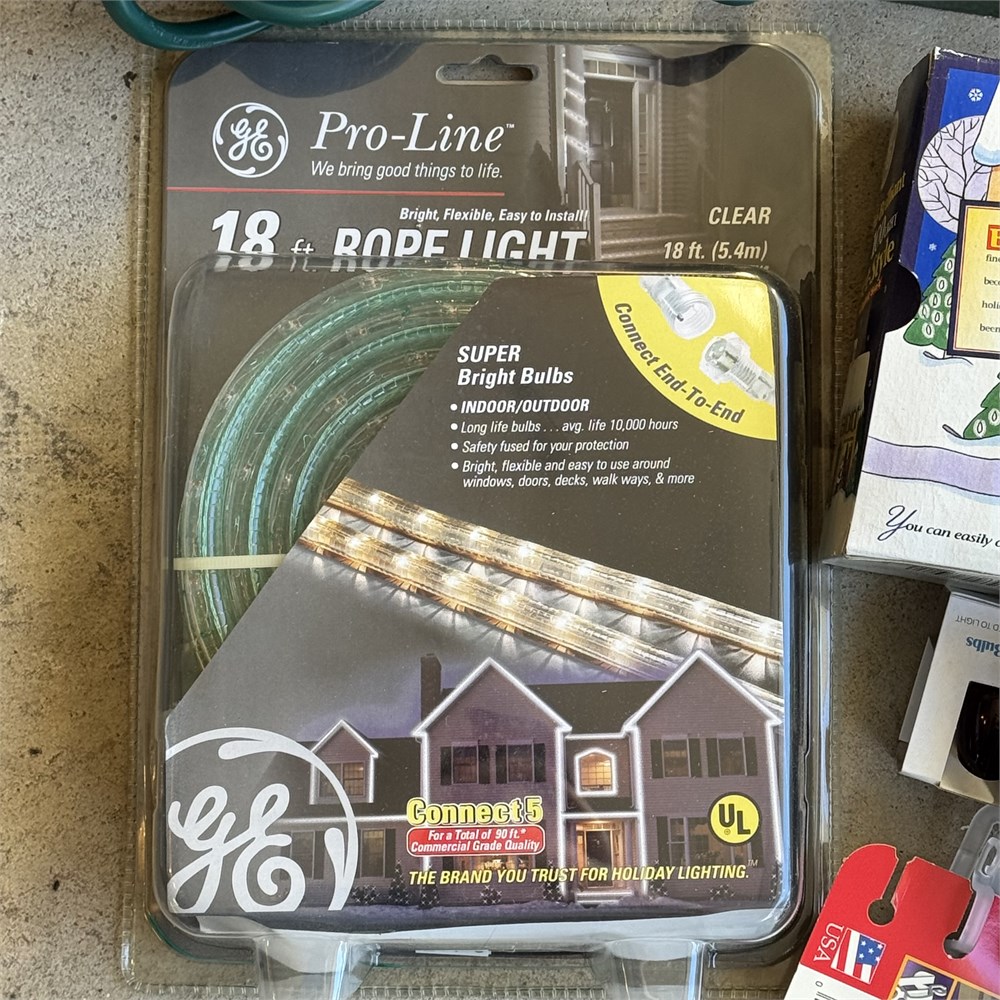 GE Pro-Line™
We bring good things to life.
Bright, Flexible, Easy to Install!
18 ft. ROPE LIGHT
CLEAR
18 ft. (5.4m)
Connect End-To-End
SUPER
Bright Bulbs
• INDOOR/OUTDOOR
• Long life bulbs . . . avg. life 10,000 hours
• Safety fused for your protection
• Bright, flexible and easy to use around
windows, doors, decks, walk ways, & more
GE
Connect 5
For a Total of 90 ft.*
Commercial Grade Quality
UL
®
THE BRAND YOU TRUST FOR HOLIDAY LIGHTING.™
You can easily
Bulbs
USA